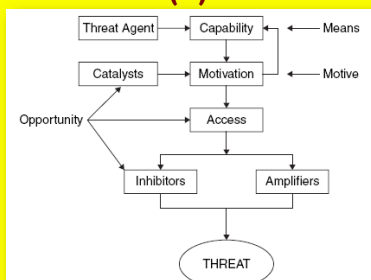 Threat Agent Capability Means
Catalysts Motivation Motive
Opportunity Access
Inhibitors Amplifiers
THREAT